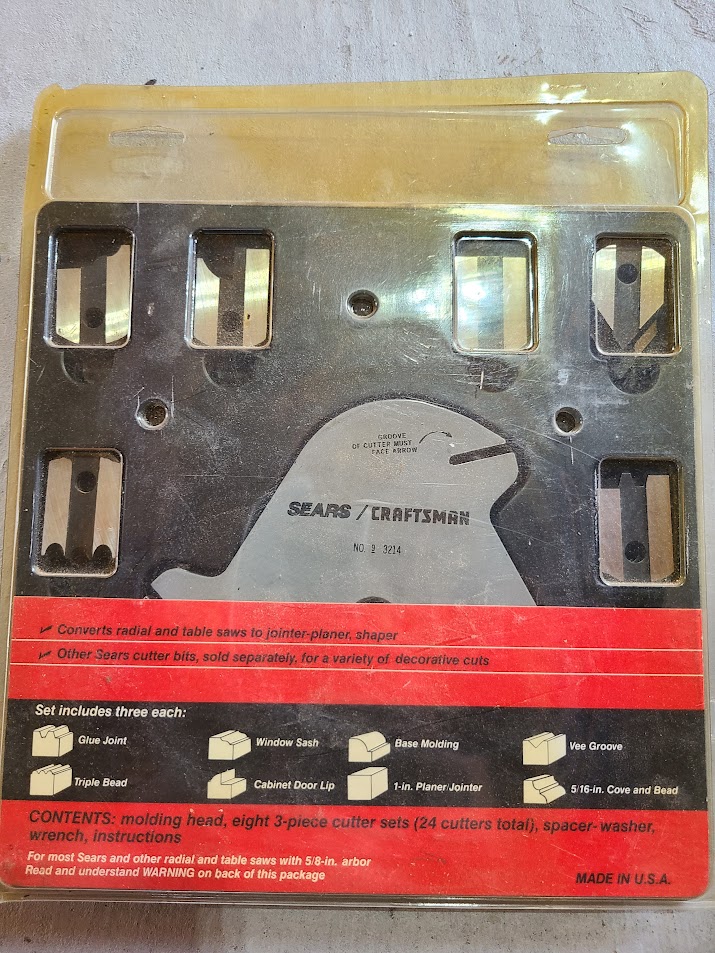 GROOVE
OF CUTTER MUST
FACE ARROW
SEARS / CRAFTSMAN
NO. 9 3214
✓ Converts radial and table saws to jointer-planer, shaper
✓ Other Sears cutter bits, sold separately, for a variety of decorative cuts
Set includes three each:
Glue Joint
Window Sash
Base Molding
Vee Groove
Triple Bead
Cabinet Door Lip
1-in. Planer/Jointer
5/16-in. Cove and Bead
CONTENTS: molding head, eight 3-piece cutter sets (24 cutters total), spacer-washer,
wrench, instructions
For most Sears and other radial and table saws with 5/8-in. arbor
Read and understand WARNING on back of this package
MADE IN U.S.A.